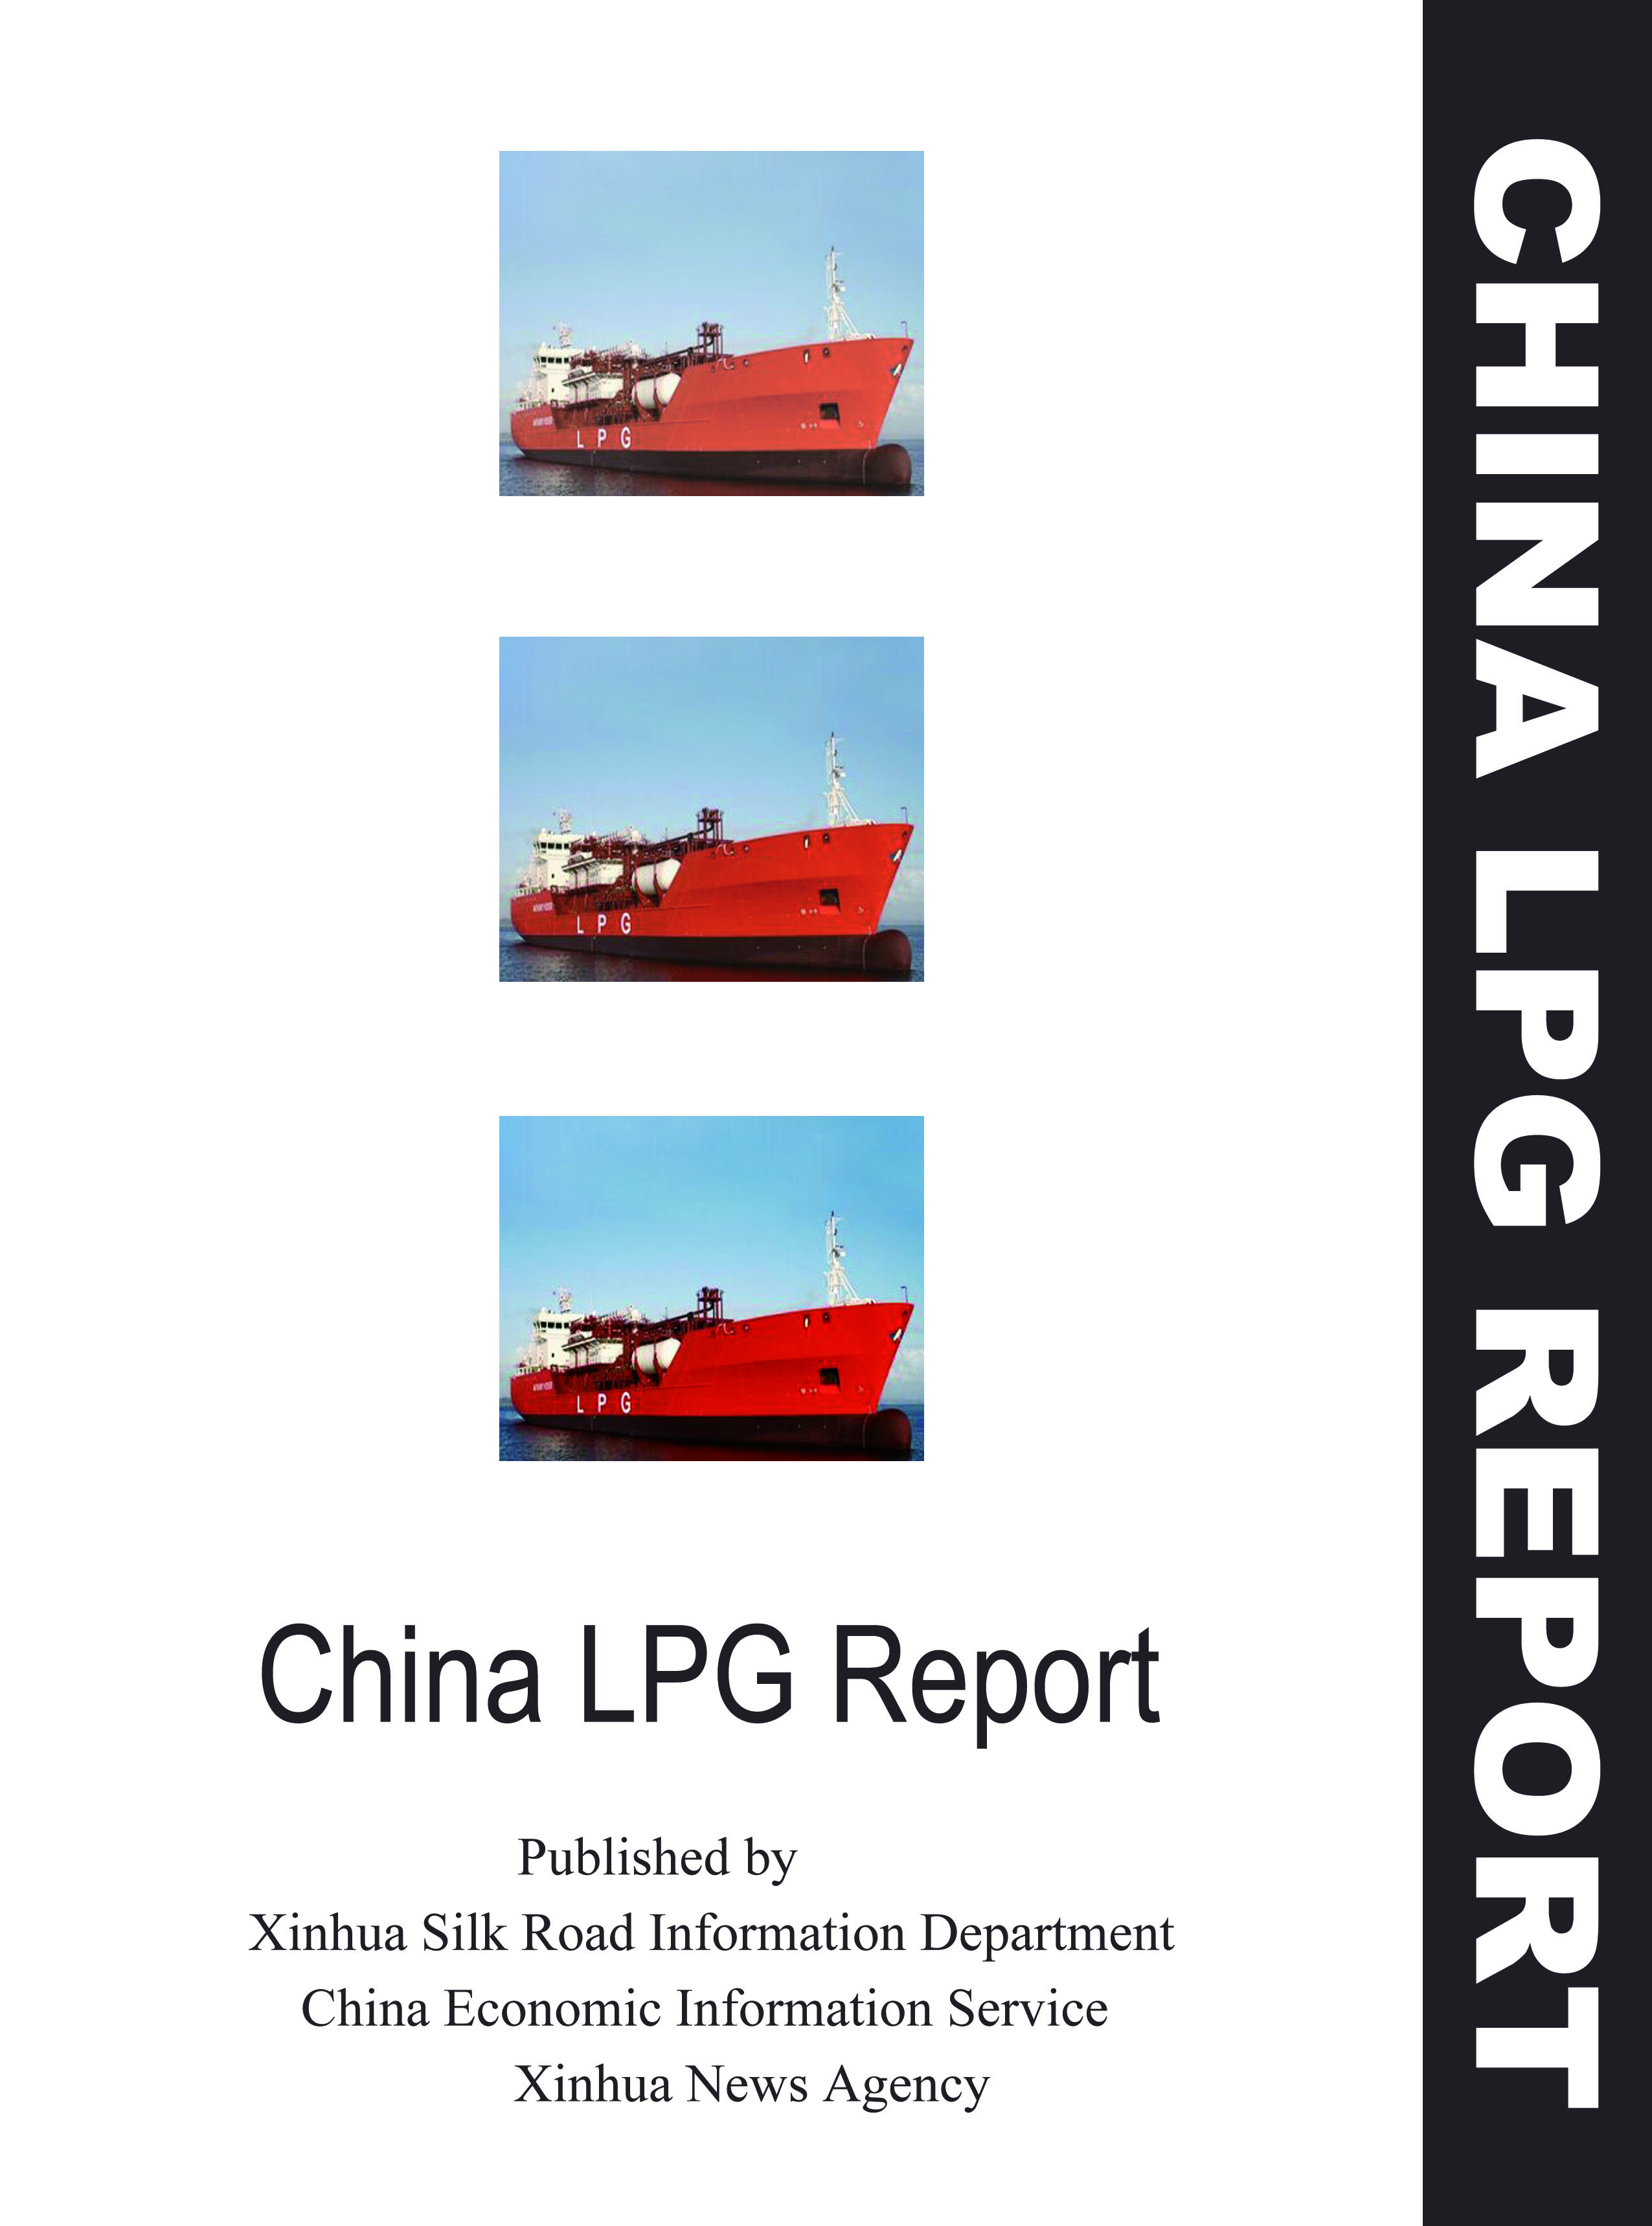 L P G
L P G
L P G
China LPG Report
Published by
Xinhua Silk Road Information Department
China Economic Information Service
Xinhua News Agency
CHINA LPG REPORT